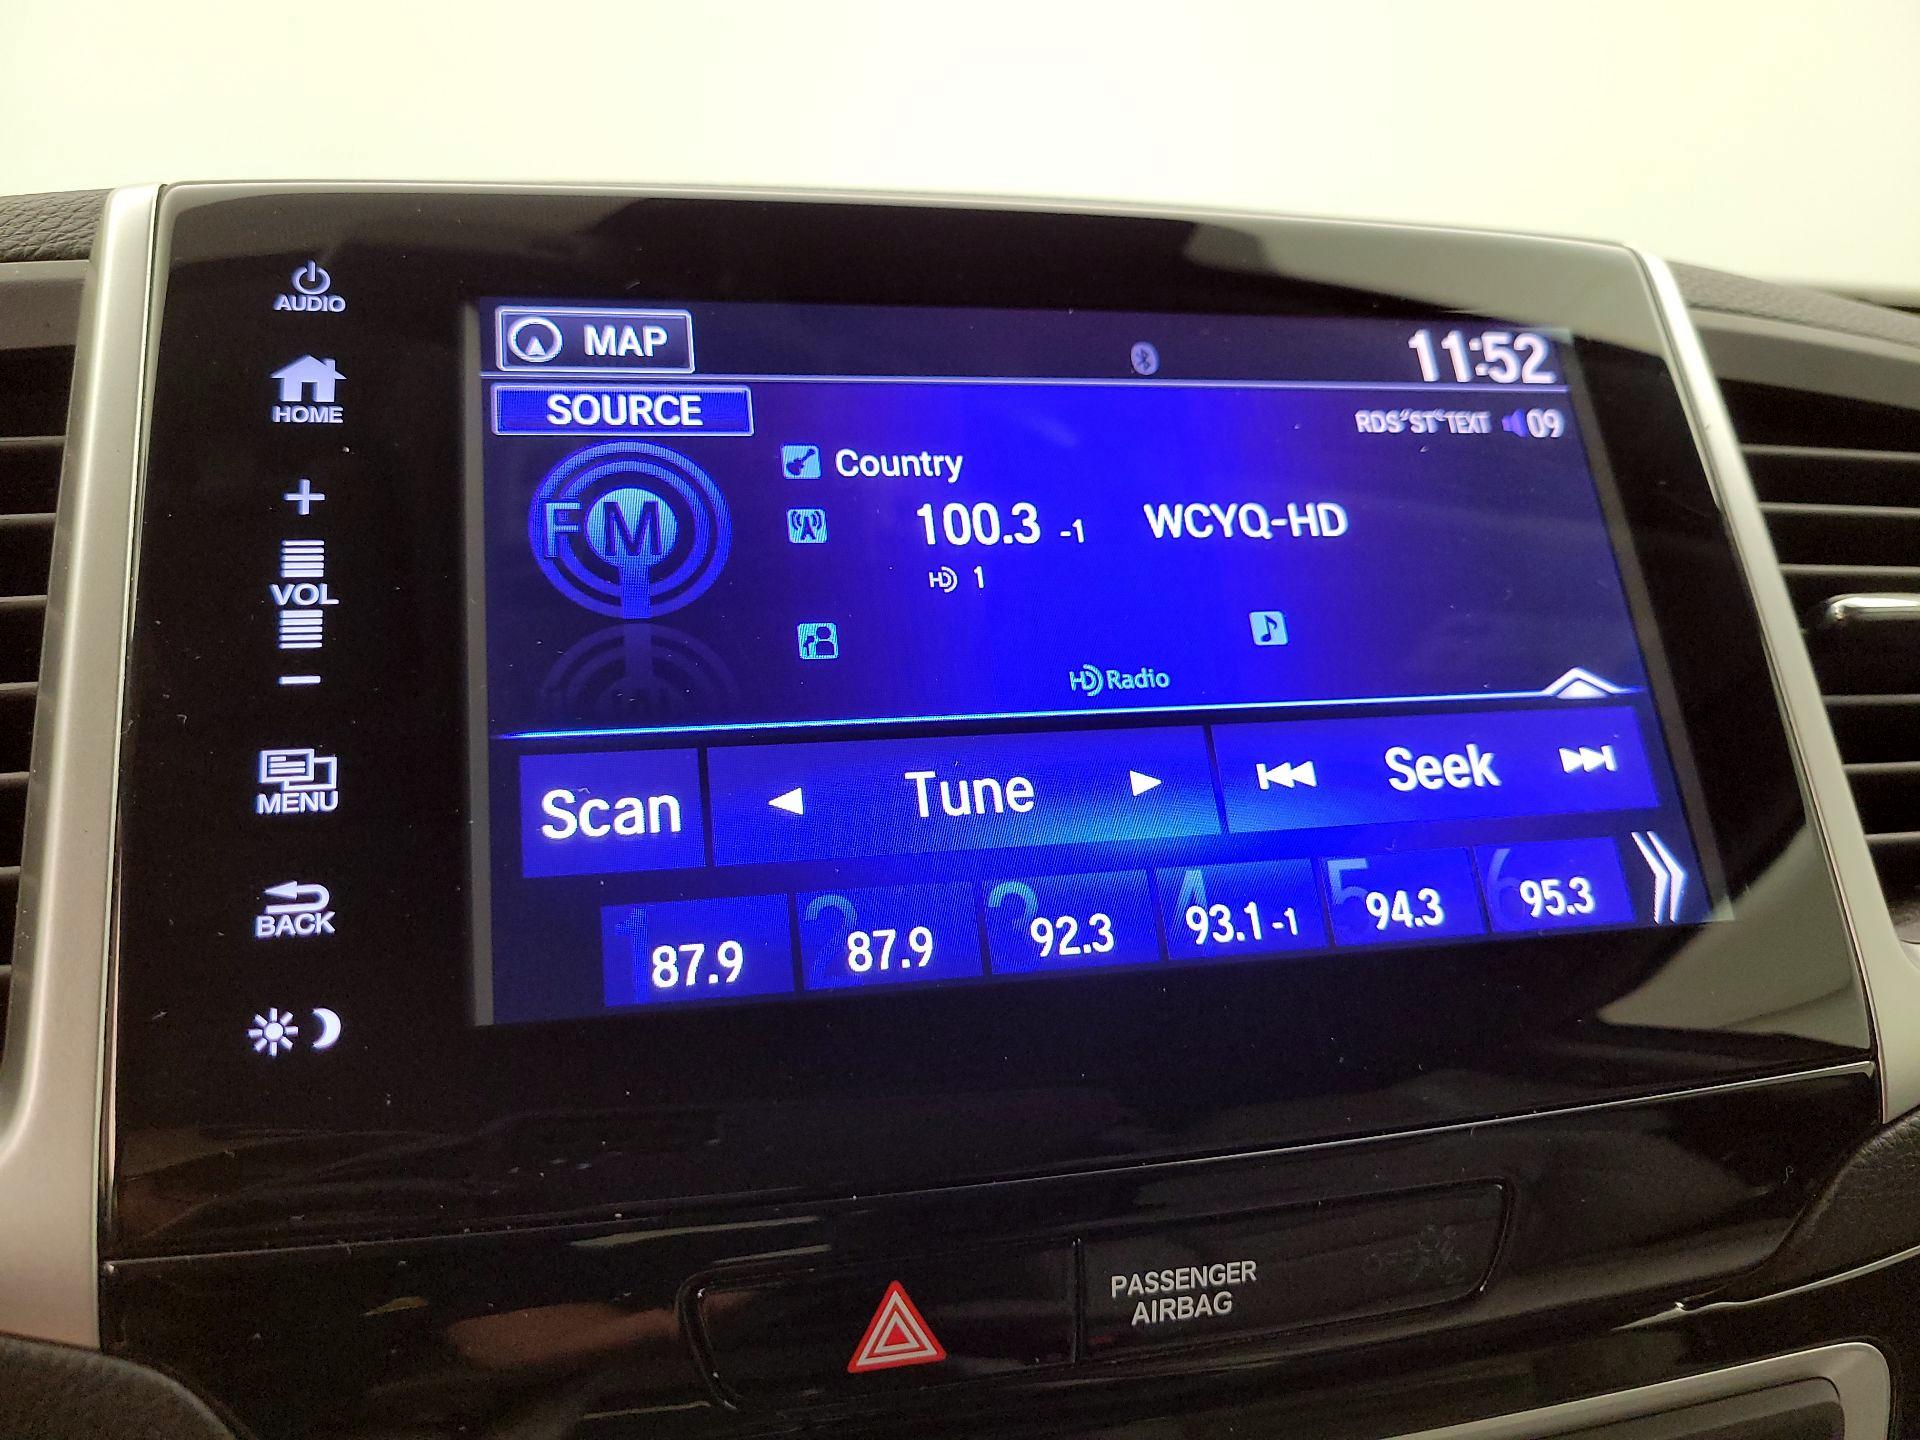 AUDIO
HOME
VOL
MENU
BACK
MAP
11:52
SOURCE
RDS ST TEXT 09
FM
Country
100.3 -1 WCYQ-HD
HD 1
HD Radio
Scan
Tune
Seek
1 87.9
2 87.9
3 92.3
4 93.1-1
5 94.3
6 95.3
PASSENGER
AIRBAG
OFF